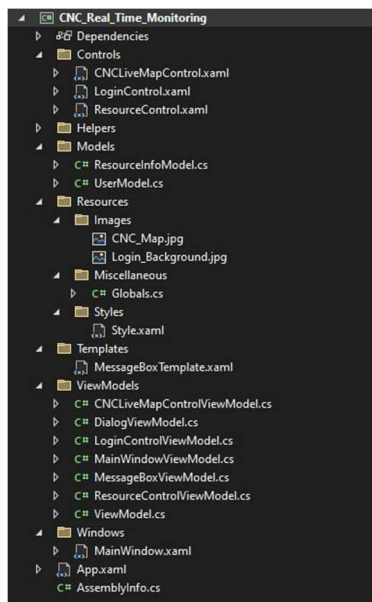 C# CNC_Real_Time_Monitoring
Dependencies
Controls
CNCLiveMapControl.xaml
LoginControl.xaml
ResourceControl.xaml
Helpers
Models
C# ResourceInfoModel.cs
C# UserModel.cs
Resources
Images
CNC_Map.jpg
Login_Background.jpg
Miscellaneous
C# Globals.cs
Styles
Style.xaml
Templates
MessageBoxTemplate.xaml
ViewModels
C# CNCLiveMapControlViewModel.cs
C# DialogViewModel.cs
C# LoginControlViewModel.cs
C# MainWindowViewModel.cs
C# MessageBoxViewModel.cs
C# ResourceControlViewModel.cs
C# ViewModel.cs
Windows
MainWindow.xaml
App.xaml
C# AssemblyInfo.cs